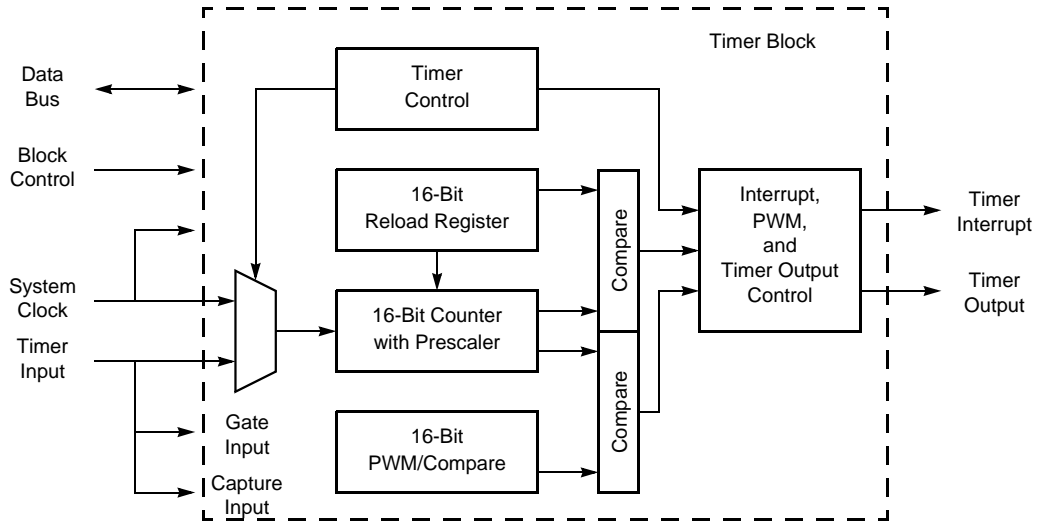 Timer Block
Data
Bus
Timer
Control
Block
Control
16-Bit
Reload Register
Compare
Interrupt,
PWM,
and
Timer Output
Control
Timer
Interrupt
System
Clock
16-Bit Counter
with Prescaler
Timer
Output
Timer
Input
Compare
Gate
Input
16-Bit
PWM/Compare
Capture
Input